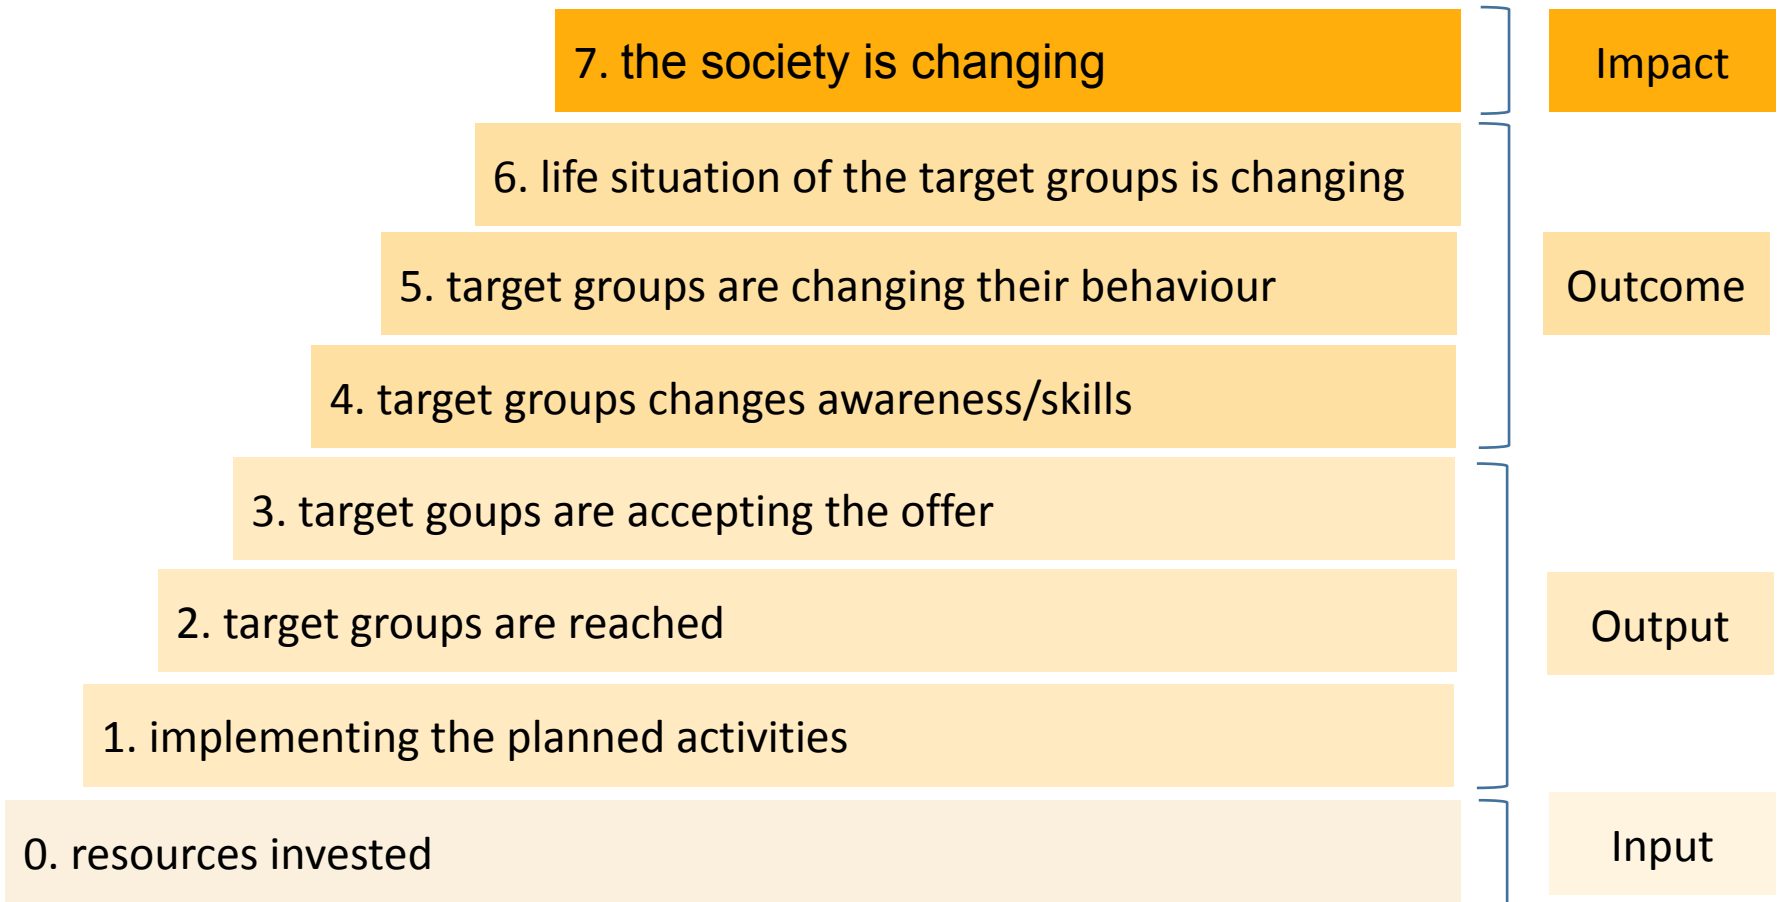 7. the society is changing
Impact
6. life situation of the target groups is changing
5. target groups are changing their behaviour
Outcome
4. target groups changes awareness/skills
3. target goups are accepting the offer
2. target groups are reached
Output
1. implementing the planned activities
0. resources invested
Input